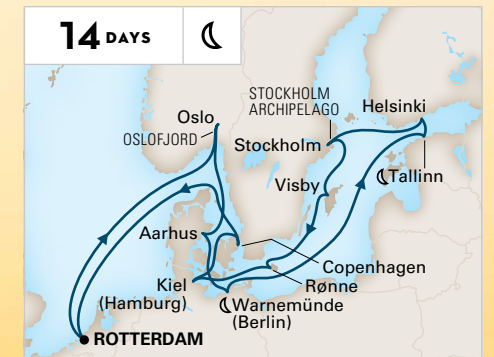 14 DAYS
STOCKHOLM
ARCHIPELAGO
Helsinki
Oslo
OSLOFJORD
Stockholm
Tallinn
Visby
Aarhus
Copenhagen
Kiel
(Hamburg)
Rønne
Warnemünde
(Berlin)
ROTTERDAM